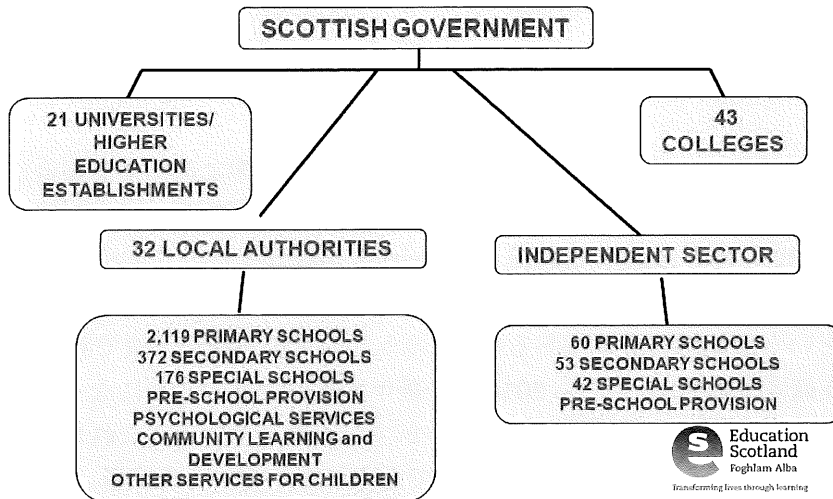 SCOTTISH GOVERNMENT
21 UNIVERSITIES/
HIGHER
EDUCATION
ESTABLISHMENTS
43
COLLEGES
32 LOCAL AUTHORITIES
INDEPENDENT SECTOR
2,119 PRIMARY SCHOOLS
372 SECONDARY SCHOOLS
176 SPECIAL SCHOOLS
PRE-SCHOOL PROVISION
PSYCHOLOGICAL SERVICES
COMMUNITY LEARNING and
DEVELOPMENT
OTHER SERVICES FOR CHILDREN
60 PRIMARY SCHOOLS
53 SECONDARY SCHOOLS
42 SPECIAL SCHOOLS
PRE-SCHOOL PROVISION
Education
Scotland
Foghlam Alba
Transforming lives through learning